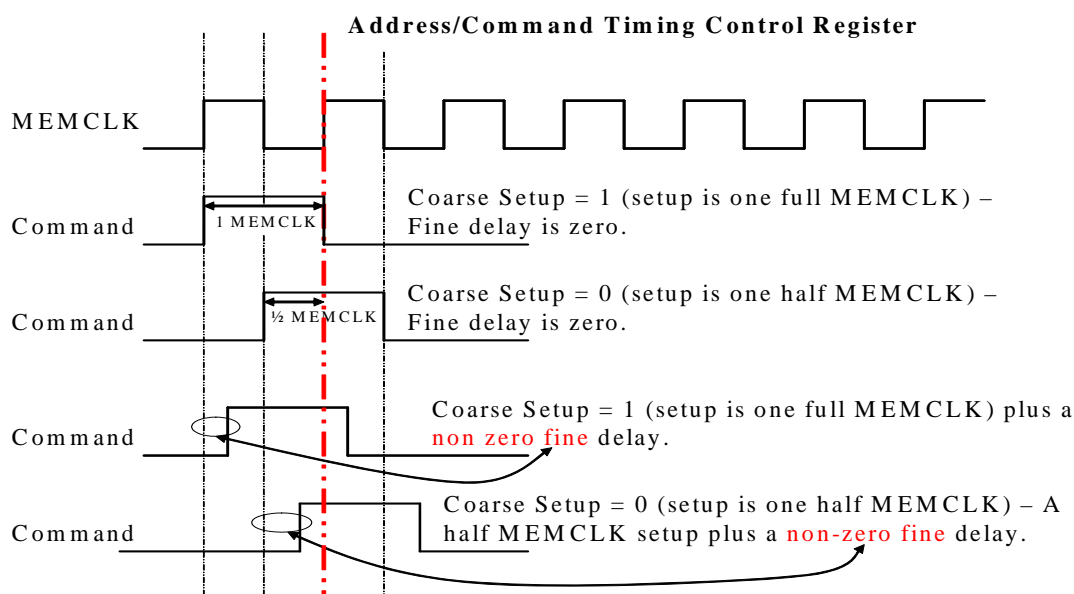 Address/Command Timing Control Register
MEMCLK
Command
1 MEMCLK
Coarse Setup = 1 (setup is one full MEMCLK) –
Fine delay is zero.
Command
½ MEMCLK
Coarse Setup = 0 (setup is one half MEMCLK) –
Fine delay is zero.
Command
Coarse Setup = 1 (setup is one full MEMCLK) plus a
non zero fine delay.
Command
Coarse Setup = 0 (setup is one half MEMCLK) – A
half MEMCLK setup plus a non-zero fine delay.